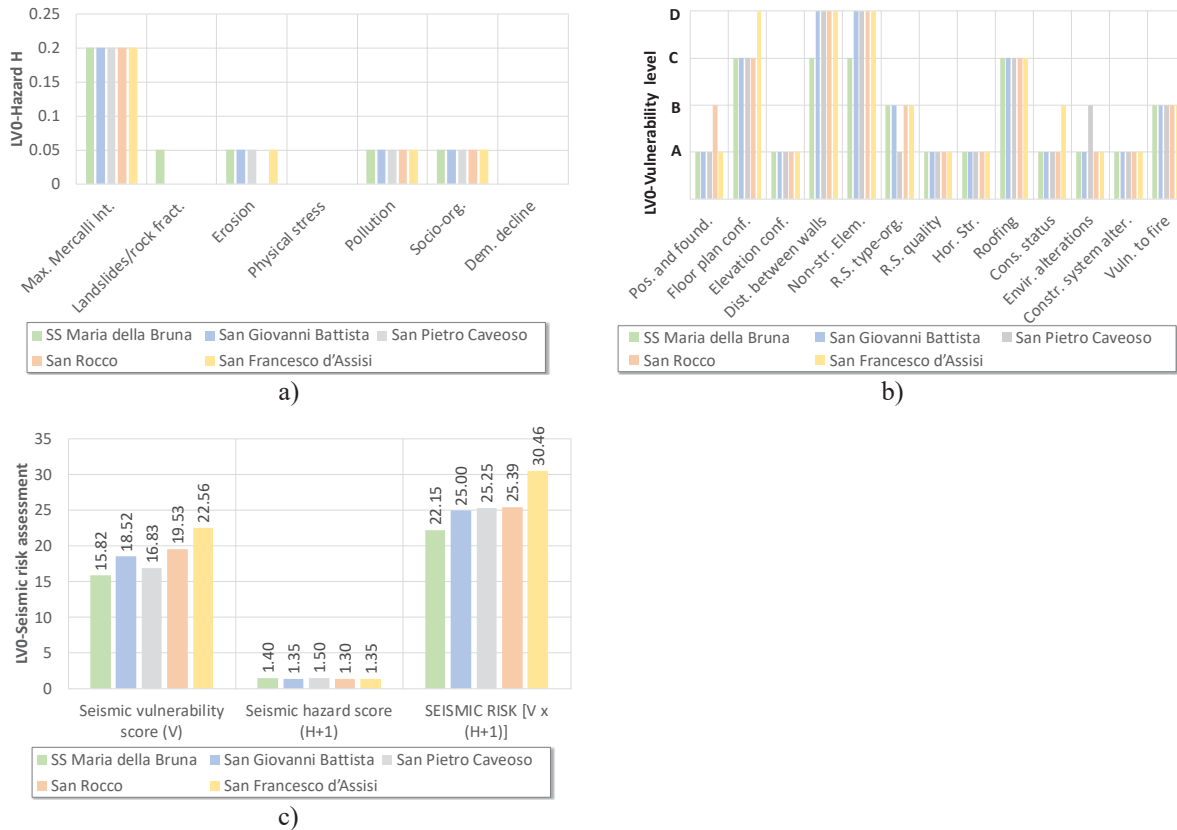 LV0-Hazard H
0.25
0.2
0.15
0.1
0.05
0
Max. Mercalli Int.
Landslides/rock fract.
Erosion
Physical stress
Pollution
Socio-org.
Dem. decline
SS Maria della Bruna San Giovanni Battista San Pietro Caveoso
San Rocco San Francesco d'Assisi
a)
LV0-Vulnerability level
D
C
B
A
Pos. and found.
Floor plan conf.
Elevation conf.
Dist. between walls
Non-str. Elem.
R.S. type-org.
R.S. quality
Hor. Str.
Roofing
Cons. status
Envir. alterations
Constr. system alter.
Vuln. to fire
SS Maria della Bruna San Giovanni Battista San Pietro Caveoso
San Rocco San Francesco d'Assisi
b)
LV0-Seismic risk assessment
35
30
25
20
15
10
5
0
15.82
18.52
16.83
19.53
22.56
1.40
1.35
1.50
1.30
1.35
22.15
25.00
25.25
25.39
30.46
Seismic vulnerability
score (V)
Seismic hazard score
(H+1)
SEISMIC RISK [V x
(H+1)]
SS Maria della Bruna San Giovanni Battista San Pietro Caveoso
San Rocco San Francesco d'Assisi
c)